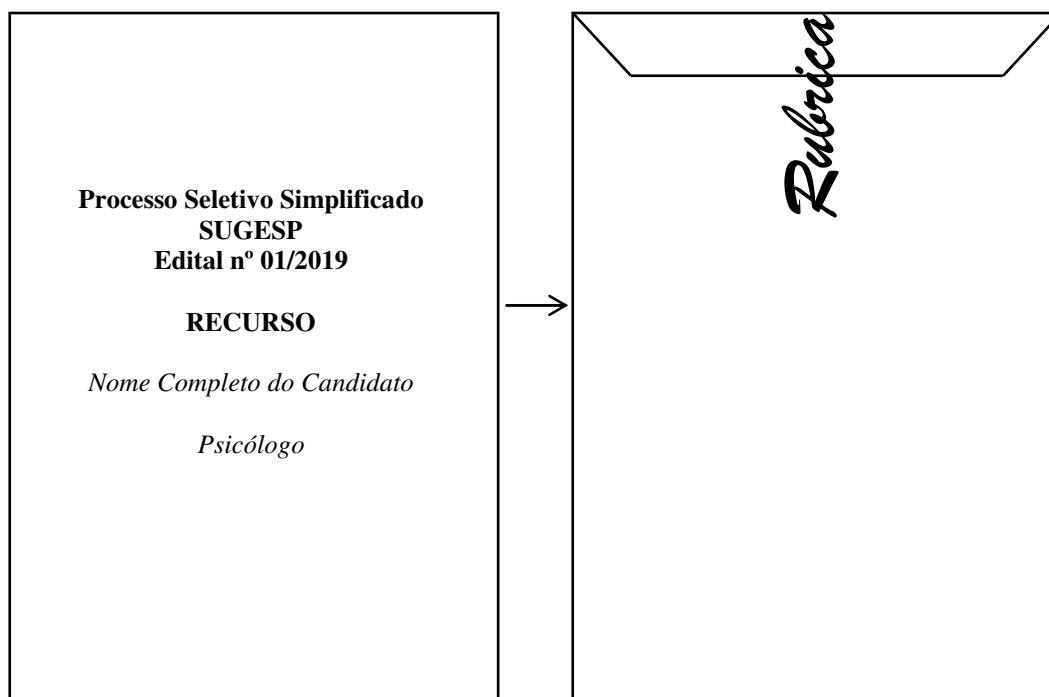 Processo Seletivo Simplificado
SUGESP
Edital nº 01/2019
RECURSO
Nome Completo do Candidato
Psicólogo
Rubrica